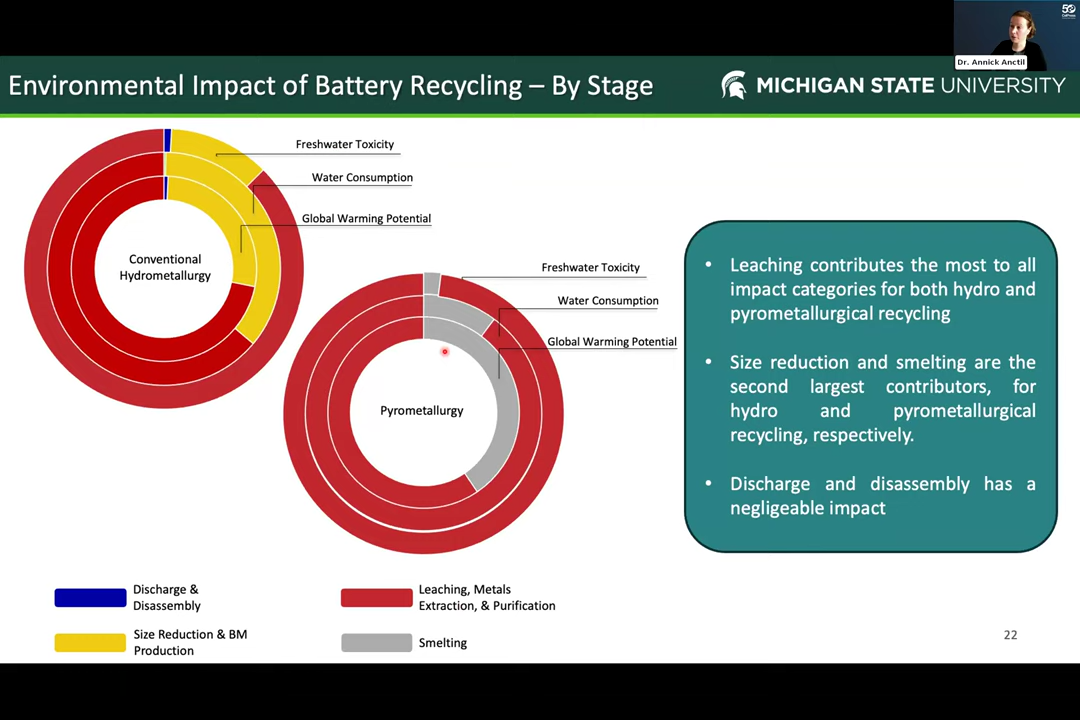 50
CalPress
Dr. Annick Anctil
Environmental Impact of Battery Recycling – By Stage
MICHIGAN STATE UNIVERSITY
Freshwater Toxicity
Water Consumption
Global Warming Potential
Conventional
Hydrometallurgy
Freshwater Toxicity
Water Consumption
Global Warming Potential
Pyrometallurgy
• Leaching contributes the most to all
impact categories for both hydro and
pyrometallurgical recycling
• Size reduction and smelting are the
second largest contributors, for
hydro and pyrometallurgical
recycling, respectively.
• Discharge and disassembly has a
negligeable impact
Discharge &
Disassembly
Leaching, Metals
Extraction, & Purification
Size Reduction & BM
Production
Smelting
22